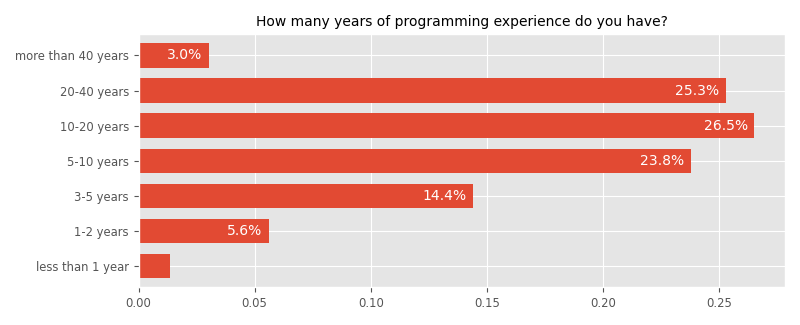 How many years of programming experience do you have?
more than 40 years 3.0%
20-40 years 25.3%
10-20 years 26.5%
5-10 years 23.8%
3-5 years 14.4%
1-2 years 5.6%
less than 1 year
0.00 0.05 0.10 0.15 0.20 0.25